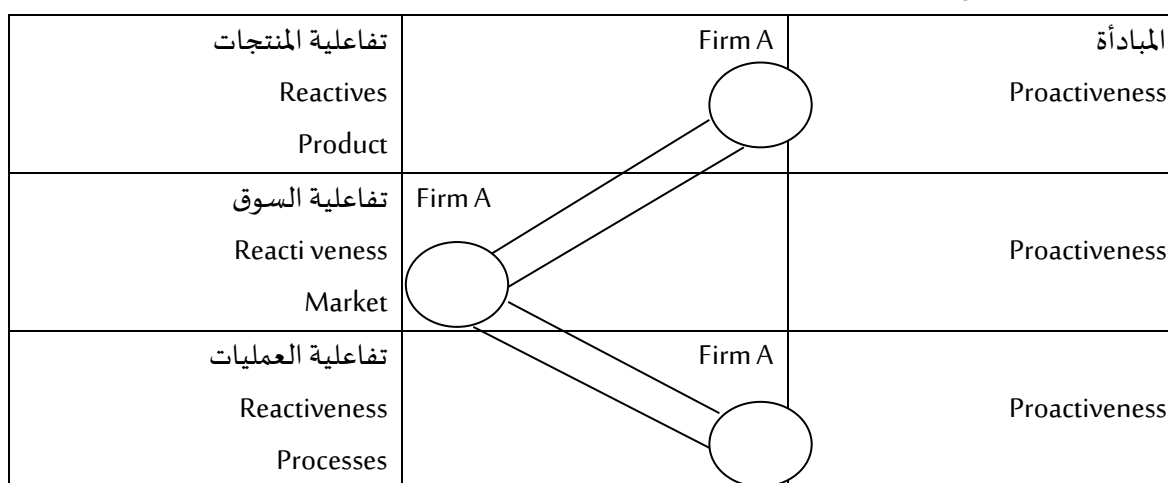 المبادأة
Proactiveness
Firm A
تفاعلية المنتجات
Reactives
Product
Proactiveness
Firm A
تفاعلية السوق
Reacti veness
Market
Proactiveness
Firm A
تفاعلية العمليات
Reactiveness
Processes